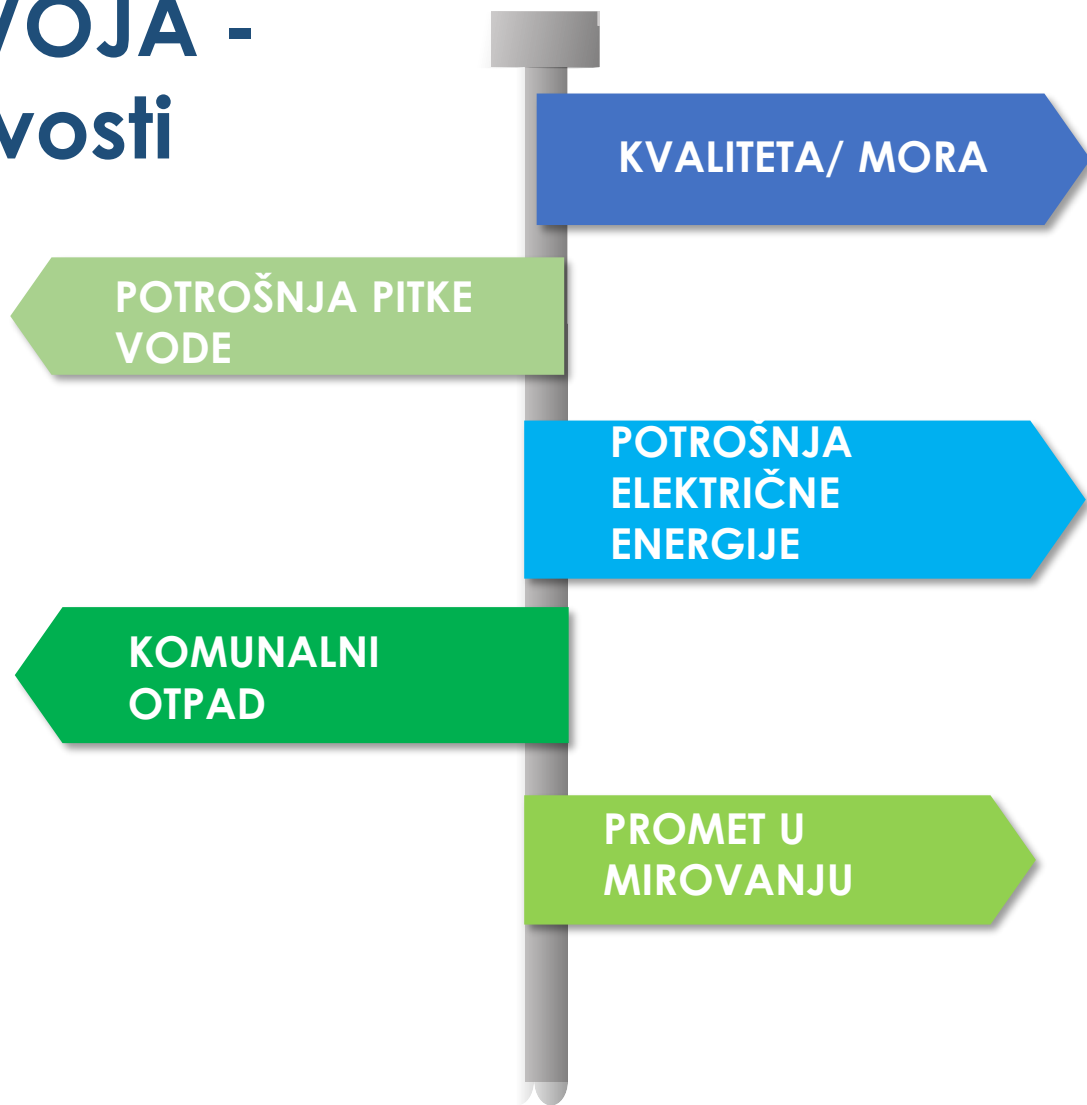 VOJA -
vosti
KVALITETA/ MORA
POTROŠNJA PITKE
VODE
POTROŠNJA
ELEKTRIČNE
ENERGIJE
KOMUNALNI
OTPAD
PROMET U
MIROVANJU